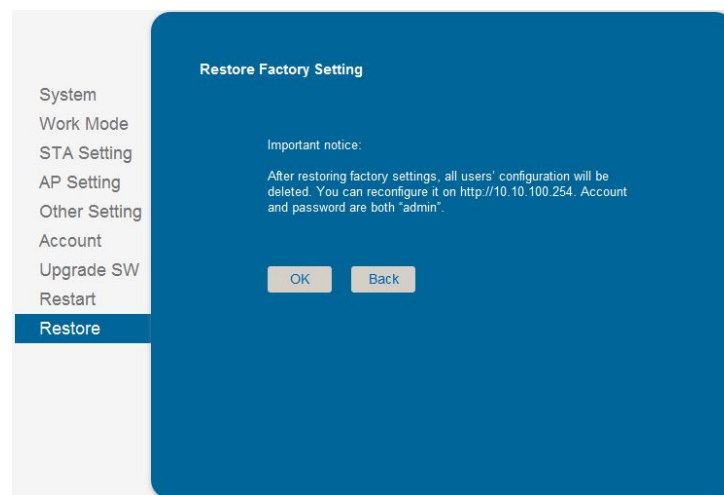 Restore Factory Setting
System
Work Mode
STA Setting
AP Setting
Other Setting
Account
Upgrade SW
Restart
Restore
Important notice:
After restoring factory settings, all users' configuration will be
deleted. You can reconfigure it on http://10.10.100.254. Account
and password are both “admin”.
OK
Back